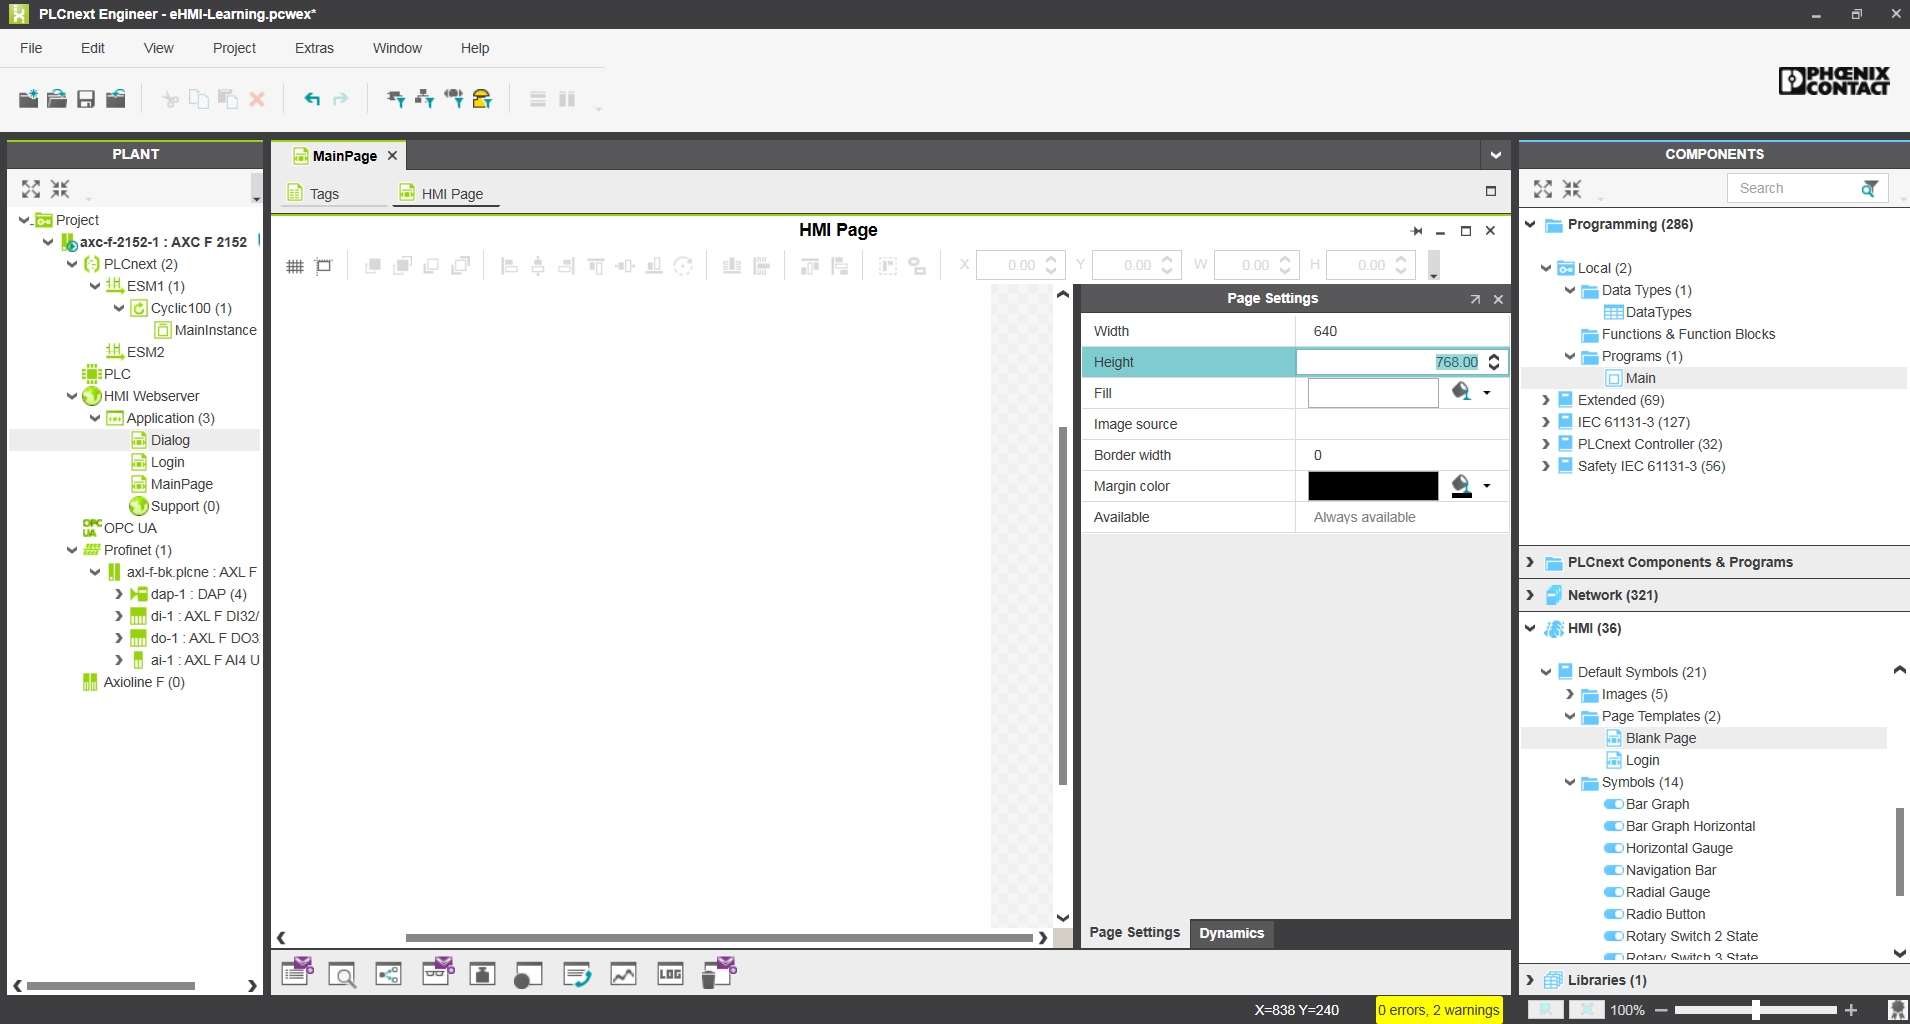 PLCnext Engineer - eHMI-Learning.pcwex*
File Edit View Project Extras Window Help
PHŒNIX
CONTACT
PLANT
Project
axc-f-2152-1 : AXC F 2152
PLCnext (2)
ESM1 (1)
Cyclic100 (1)
MainInstance
ESM2
PLC
HMI Webserver
Application (3)
Dialog
Login
MainPage
Support (0)
OPC UA OPC UA
Profinet (1)
axl-f-bk.plcne : AXL F
dap-1 : DAP (4)
di-1 : AXL F DI32/
do-1 : AXL F DO3
ai-1 : AXL F AI4 U
Axioline F (0)
MainPage
Tags HMI Page
HMI Page
X 0.00 Y 0.00 W 0.00 H 0.00
Page Settings
Width 640
Height 768.00
Fill
Image source
Border width 0
Margin color
Available Always available
Page Settings Dynamics
LOG
COMPONENTS
Search
Programming (286)
Local (2)
Data Types (1)
DataTypes
Functions & Function Blocks
Programs (1)
Main
Extended (69)
IEC 61131-3 (127)
PLCnext Controller (32)
Safety IEC 61131-3 (56)
PLCnext Components & Programs
Network (321)
HMI (36)
Default Symbols (21)
Images (5)
Page Templates (2)
Blank Page
Login
Symbols (14)
Bar Graph
Bar Graph Horizontal
Horizontal Gauge
Navigation Bar
Radial Gauge
Radio Button
Rotary Switch 2 State
Rotary Switch 3 State
Libraries (1)
X=838 Y=240 0 errors, 2 warnings 100%